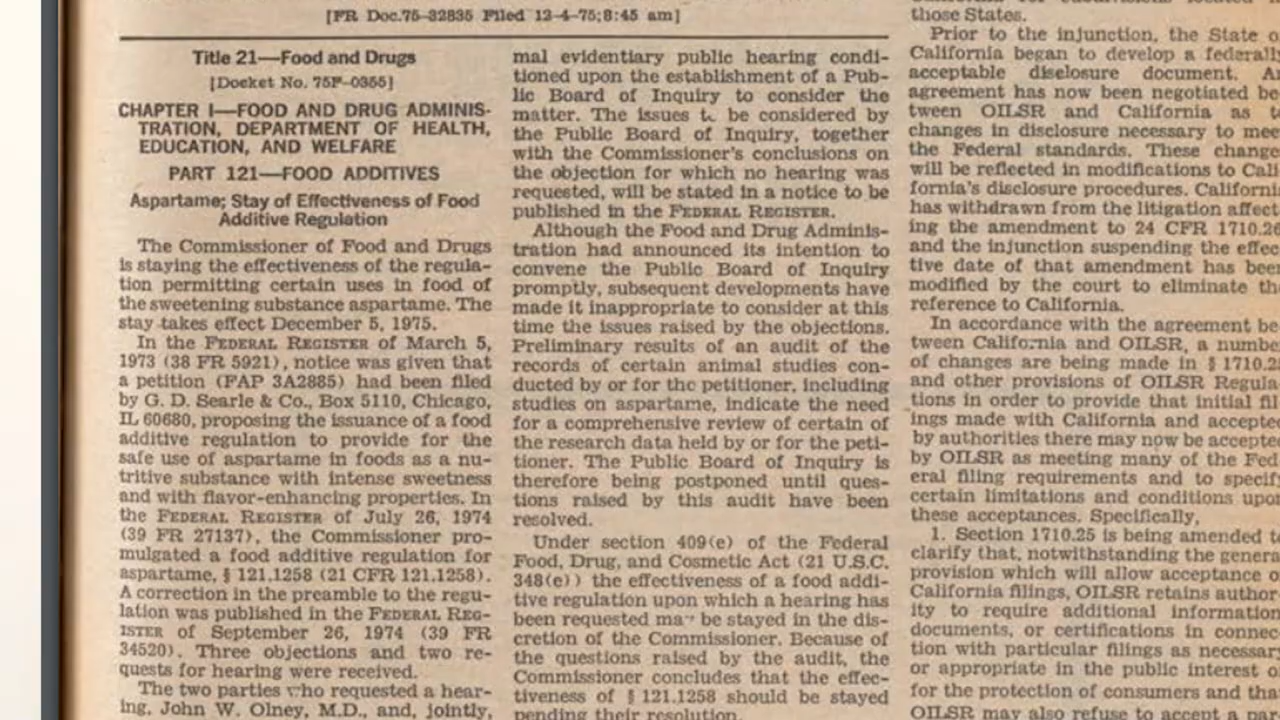 [FR Doc.75-32835 Filed 12-4-75;8:45 am]
Title 21—Food and Drugs
[Docket No. 75F-0355]
CHAPTER I—FOOD AND DRUG ADMINIS-
TRATION, DEPARTMENT OF HEALTH,
EDUCATION, AND WELFARE
PART 121—FOOD ADDITIVES
Aspartame; Stay of Effectiveness of Food
Additive Regulation
The Commissioner of Food and Drugs
is staying the effectiveness of the regula-
tion permitting certain uses in food of
the sweetening substance aspartame. The
stay takes effect December 5, 1975.
In the FEDERAL REGISTER of March 5,
1973 (38 FR 5921), notice was given that
a petition (FAP 3A2885) had been filed
by G. D. Searle & Co., Box 5110, Chicago,
IL 60680, proposing the issuance of a food
additive regulation to provide for the
safe use of aspartame in foods as a nu-
tritive substance with intense sweetness
and with flavor-enhancing properties. In
the FEDERAL REGISTER of July 26, 1974
(39 FR 27137), the Commissioner pro-
mulgated a food additive regulation for
aspartame, § 121.1258 (21 CFR 121.1258).
A correction in the preamble to the regu-
lation was published in the FEDERAL REG-
ISTER of September 26, 1974 (39 FR
34520). Three objections and two re-
quests for hearing were received.
The two parties who requested a hear-
ing, John W. Olney, M.D., and, jointly,
mal evidentiary public hearing condi-
tioned upon the establishment of a Pub-
lic Board of Inquiry to consider the
matter. The issues to be considered by
the Public Board of Inquiry, together
with the Commissioner's conclusions on
the objection for which no hearing was
requested, will be stated in a notice to be
published in the FEDERAL REGISTER.
Although the Food and Drug Adminis-
tration had announced its intention to
convene the Public Board of Inquiry
promptly, subsequent developments have
made it inappropriate to consider at this
time the issues raised by the objections.
Preliminary results of an audit of the
records of certain animal studies con-
ducted by or for the petitioner, including
studies on aspartame, indicate the need
for a comprehensive review of certain of
the research data held by or for the peti-
tioner. The Public Board of Inquiry is
therefore being postponed until ques-
tions raised by this audit have been
resolved.
Under section 409(e) of the Federal
Food, Drug, and Cosmetic Act (21 U.S.C.
348(e)) the effectiveness of a food addi-
tive regulation upon which a hearing has
been requested may be stayed in the dis-
cretion of the Commissioner. Because of
the questions raised by the audit, the
Commissioner concludes that the effec-
tiveness of § 121.1258 should be stayed
pending their resolution.
those States.
Prior to the injunction, the State o
California began to develop a federall
acceptable disclosure document. A
agreement has now been negotiated be
tween OILSR and California as t
changes in disclosure necessary to mee
the Federal standards. These change
will be reflected in modifications to Cali
fornia's disclosure procedures. Californi
has withdrawn from the litigation affect
ing the amendment to 24 CFR 1710.26
and the injunction suspending the effec
tive date of that amendment has bee
modified by the court to eliminate th
reference to California.
In accordance with the agreement be
tween California and OILSR, a numbe
of changes are being made in § 1710.2
and other provisions of OILSR Regula
tions in order to provide that initial fil
ings made with California and accepte
by authorities there may now be accepte
by OILSR as meeting many of the Fed
eral filing requirements and to specify
certain limitations and conditions upo
these acceptances. Specifically,
1. Section 1710.25 is being amended t
clarify that, notwithstanding the genera
provision which will allow acceptance o
California filings, OILSR retains author
ity to require additional information
documents, or certifications in connec
tion with particular filings as necessary
or appropriate in the public interest o
for the protection of consumers and tha
OILSR may also refuse to accept a par